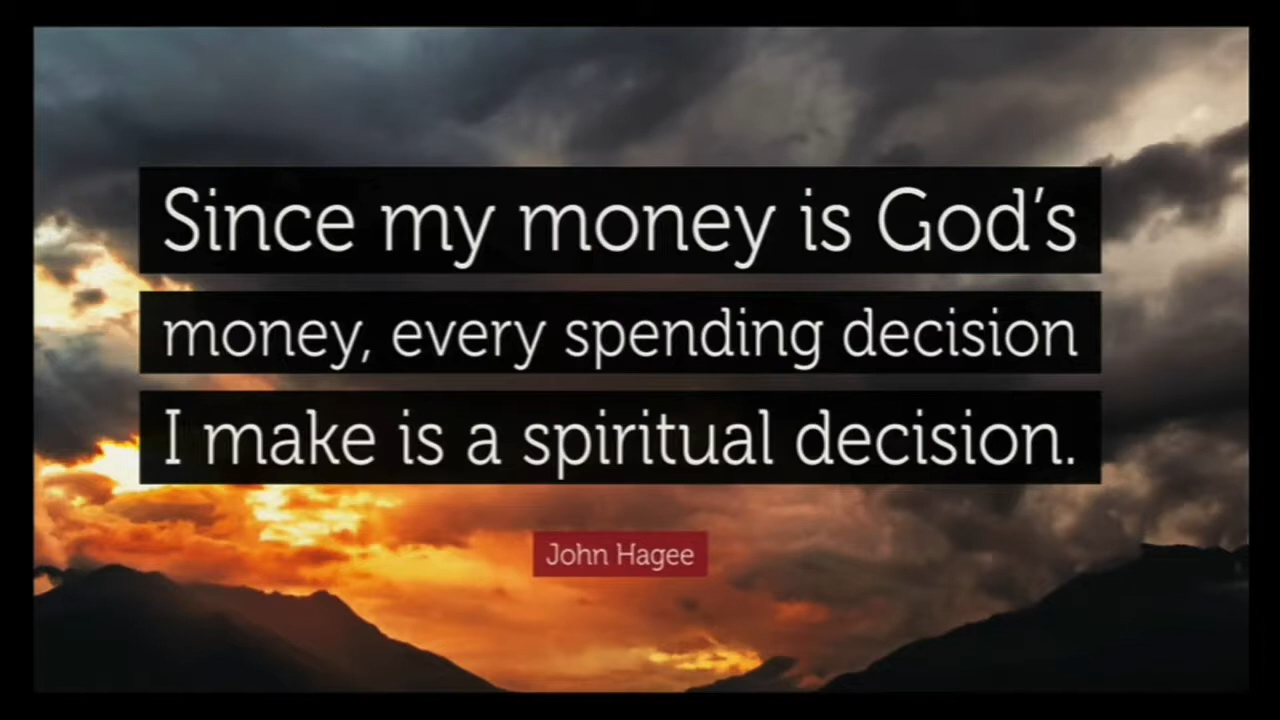 Since my money is God’s
money, every spending decision
I make is a spiritual decision.
John Hagee